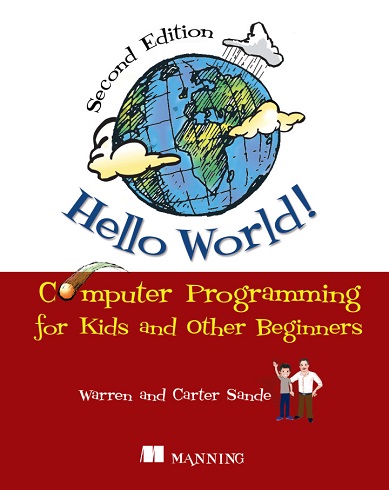 Second Edition
Hello World!
Computer Programming
for Kids and Other Beginners
Warren and Carter Sande
MANNING